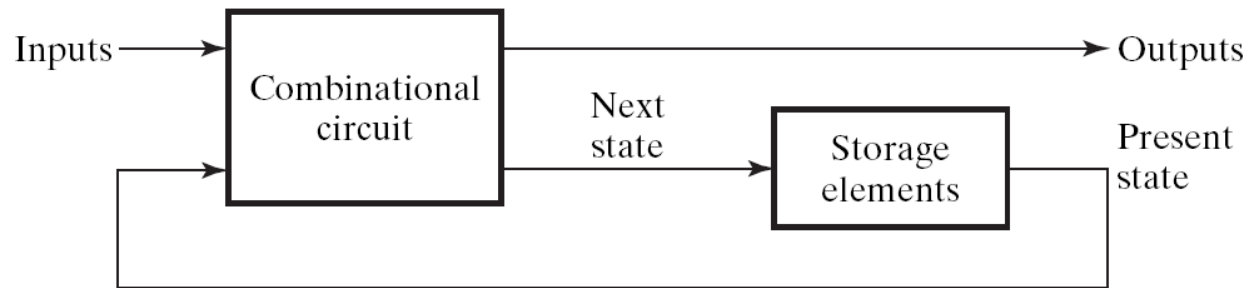 Inputs
Combinational
circuit
Outputs
Next
state
Storage
elements
Present
state